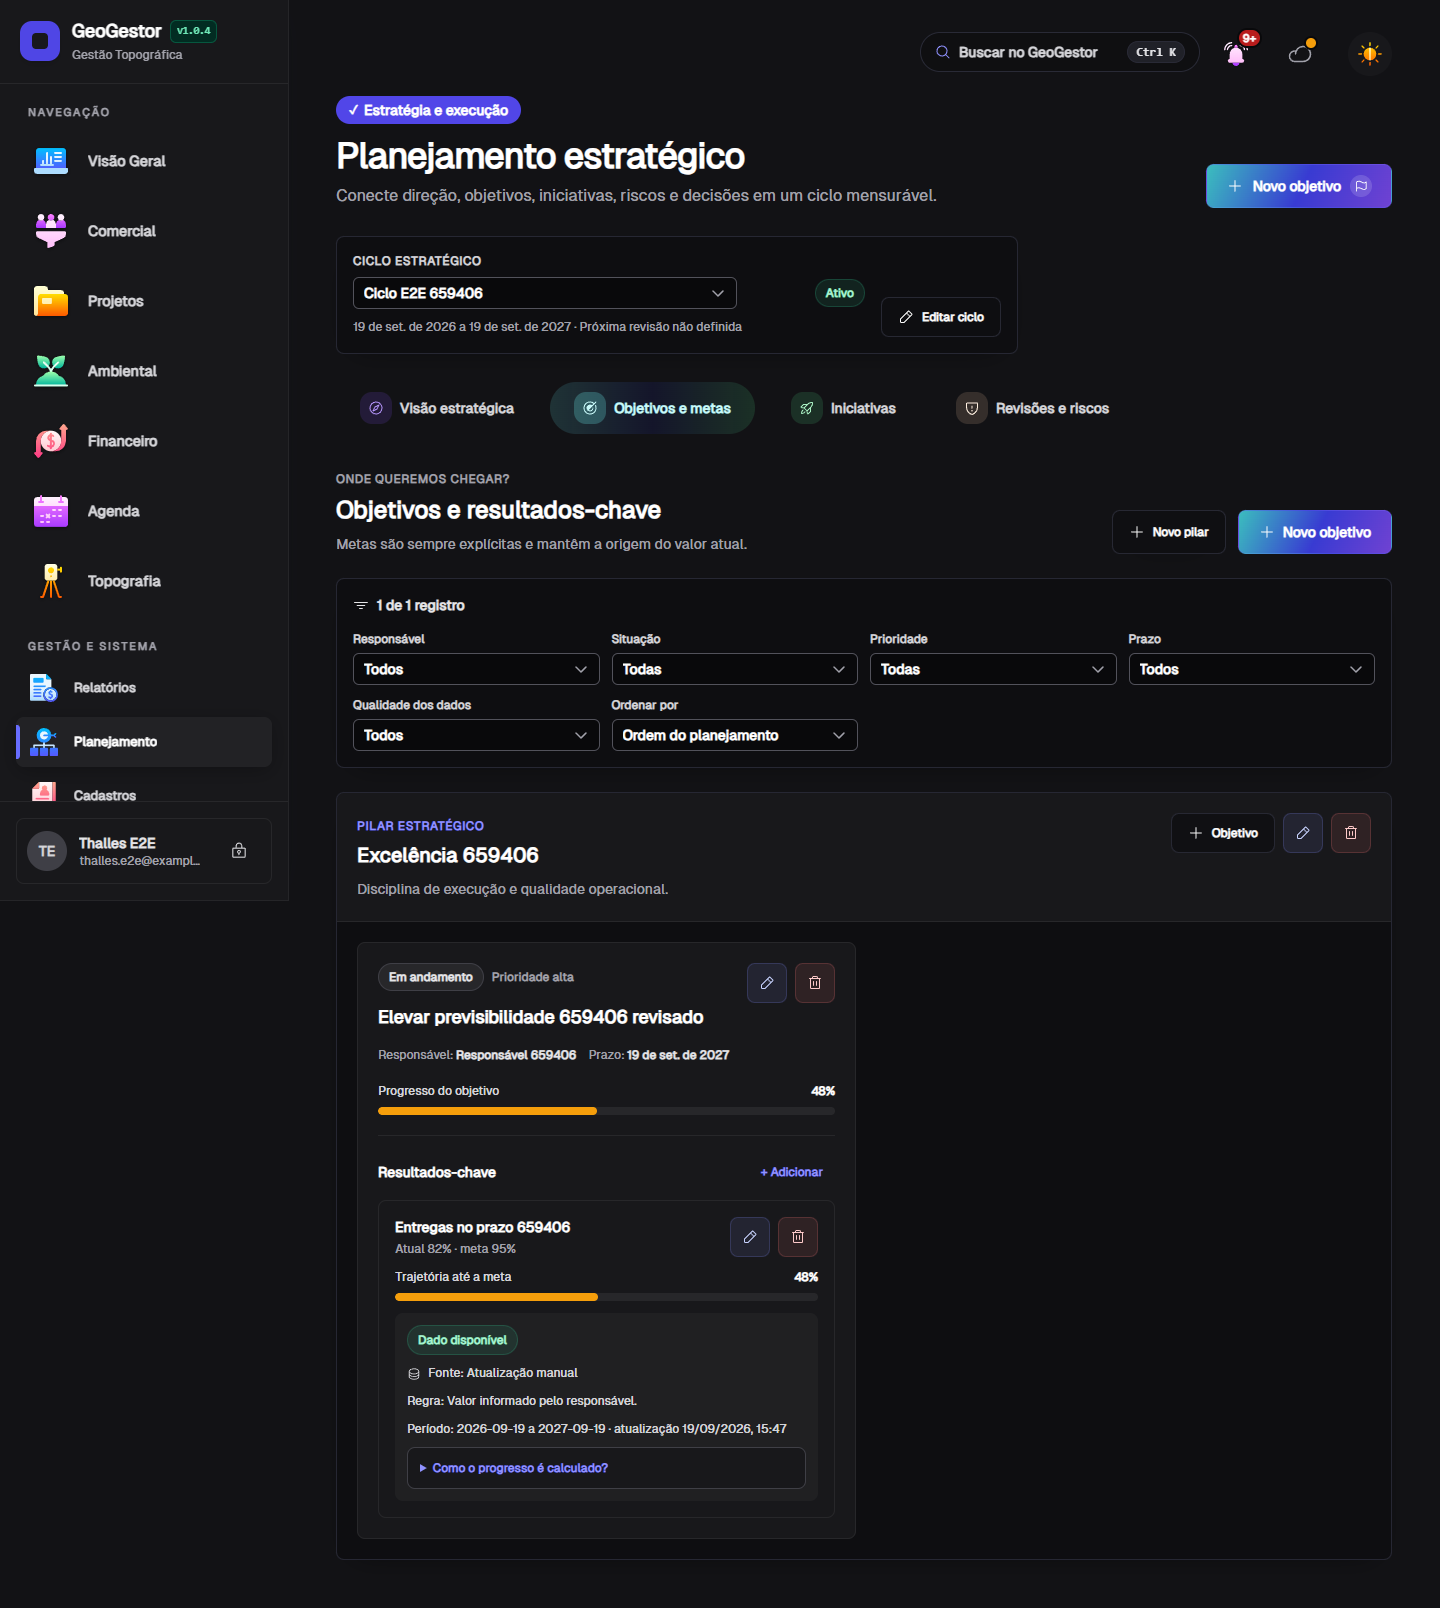 GeoGestor v1.0.4
Gestão Topográfica
NAVEGAÇÃO
Visão Geral
Comercial
Projetos
Ambiental
Financeiro
Agenda
Topografia
GESTÃO E SISTEMA
Relatórios
Planejamento
Cadastros
TE
Thalles E2E
thalles.e2e@exampl...
Buscar no GeoGestor Ctrl K
9+
✓ Estratégia e execução
Planejamento estratégico
Conecte direção, objetivos, iniciativas, riscos e decisões em um ciclo mensurável.
+ Novo objetivo
CICLO ESTRATÉGICO
Ciclo E2E 659406
Ativo
Editar ciclo
19 de set. de 2026 a 19 de set. de 2027 · Próxima revisão não definida
Visão estratégica
Objetivos e metas
Iniciativas
Revisões e riscos
ONDE QUEREMOS CHEGAR?
Objetivos e resultados-chave
Metas são sempre explícitas e mantêm a origem do valor atual.
+ Novo pilar
+ Novo objetivo
1 de 1 registro
Responsável
Todos
Situação
Todas
Prioridade
Todas
Prazo
Todos
Qualidade dos dados
Todos
Ordenar por
Ordem do planejamento
PILAR ESTRATÉGICO
Excelência 659406
Disciplina de execução e qualidade operacional.
+ Objetivo
Em andamento Prioridade alta
Elevar previsibilidade 659406 revisado
Responsável: Responsável 659406 Prazo: 19 de set. de 2027
Progresso do objetivo 48%
Resultados-chave + Adicionar
Entregas no prazo 659406
Atual 82% · meta 95%
Trajetória até a meta 48%
Dado disponível
Fonte: Atualização manual
Regra: Valor informado pelo responsável.
Período: 2026-09-19 a 2027-09-19 · atualização 19/09/2026, 15:47
▶ Como o progresso é calculado?